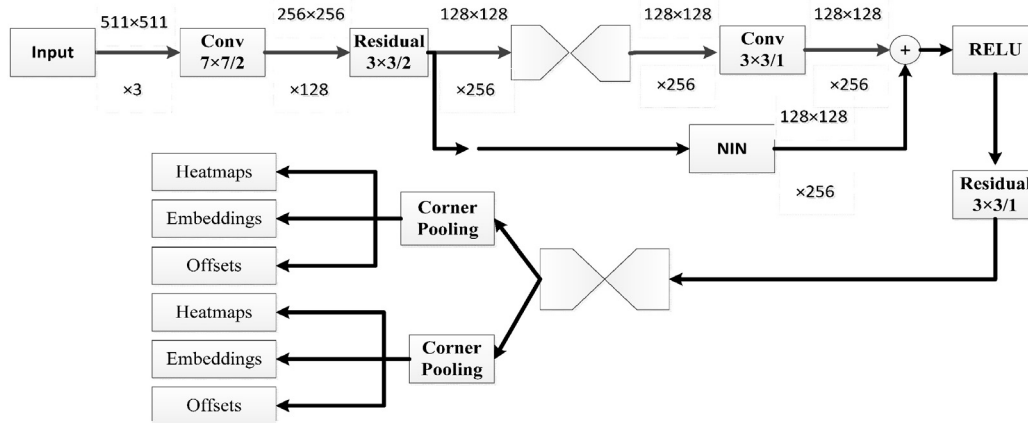 511×511
256×256
128×128
128×128
128×128
Input
Conv
7×7/2
Residual
3×3/2
Conv
3×3/1
+
RELU
×3
×128
×256
×256
×256
128×128
NIN
×256
Residual
3×3/1
Heatmaps
Embeddings
Offsets
Corner
Pooling
Heatmaps
Embeddings
Offsets
Corner
Pooling